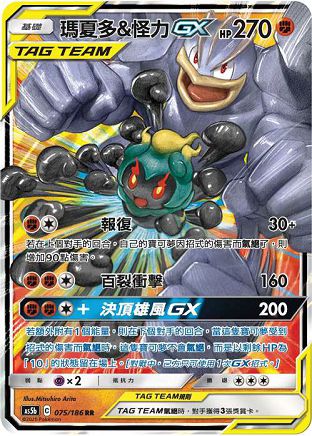 基礎 瑪夏多&怪力GX HP270
TAG TEAM
報復 30+
若在上個對手的回合,自己的寶可夢因招式的傷害而氣絕了,則
增加90點傷害。
百裂衝擊 160
+ 決頂雄風GX 200
若額外附有1個能量,則在下個對手的回合,當這隻寶可夢受到
招式的傷害而【氣絕】時,這隻寶可夢不會【氣絕】,而是以剩餘HP為
「10」的狀態留在場上。[對戰中,己方只可使用1次GX招式。]
弱點 ×2 抵抗力 撤退
Illus.Mitsuhiro Arita
TAG TEAM規則
as5b C 075/186 RR
TAG TEAM氣絕時,對手獲得3張獎賞卡。